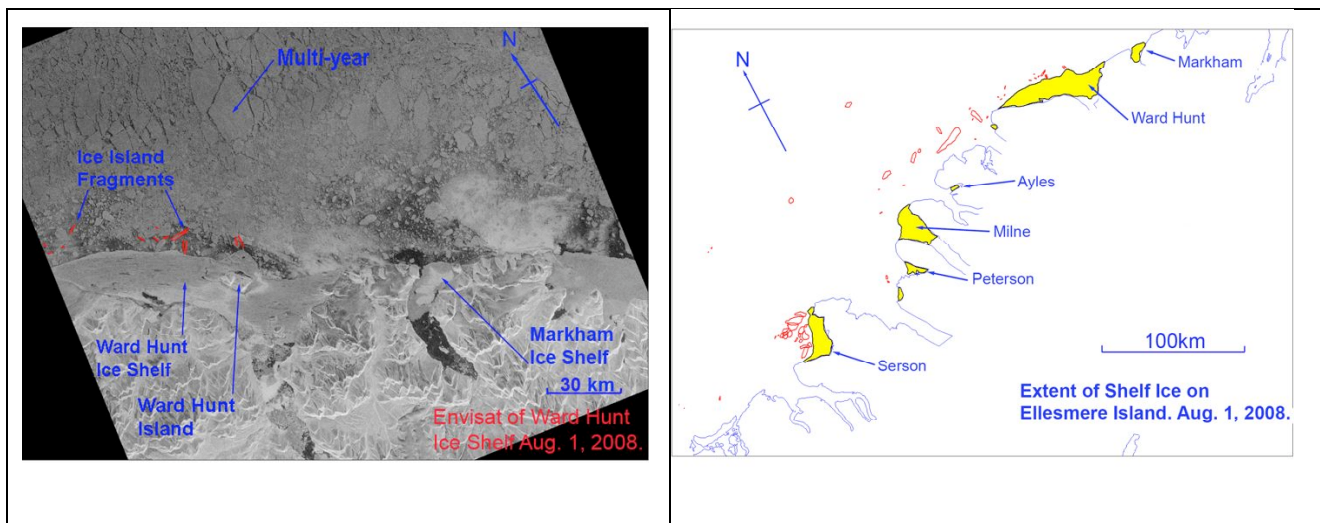 N
Multi-year
Ice Island
Fragments
Ward Hunt
Ice Shelf
Ward Hunt
Island
Markham
Ice Shelf
30 km
Envisat of Ward Hunt
Ice Shelf Aug. 1, 2008.
N
Markham
Ward Hunt
Ayles
Milne
Peterson
Serson
100km
Extent of Shelf Ice on
Ellesmere Island. Aug. 1, 2008.